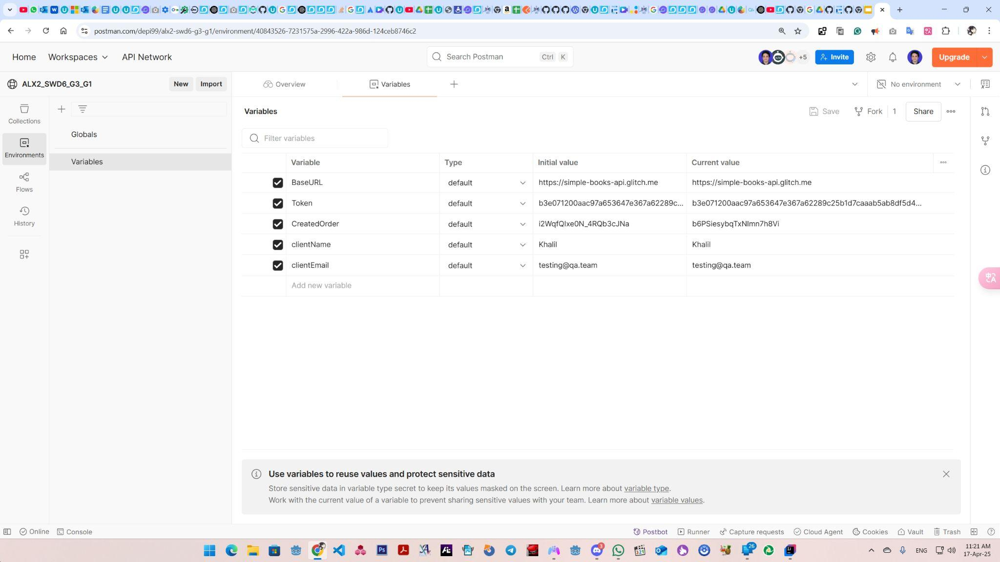 postman.com/depi99/alx2-swd6-g3-g1/environment/40843526-7231575a-2996-422a-986d-124ceb8746c2
Home
Workspaces
API Network
Search Postman
Ctrl
K
+5
Invite
Upgrade
ALX2_SWD6_G3_G1
New
Import
Overview
Variables
No environment
Collections
Environments
Flows
History
Globals
Variables
Variables
Save
Fork
1
Share
Filter variables
Variable Type Initial value Current value
BaseURL default https://simple-books-api.glitch.me https://simple-books-api.glitch.me
Token default b3e071200aac97a653647e367a62289c... b3e071200aac97a653647e367a62289c25b1d7caaab5ab8df5d4...
CreatedOrder default i2WqfQIxe0N_4RQb3cJNa b6PSiesybqTxNImn7h8Vi
clientName default Khalil Khalil
clientEmail default testing@qa.team testing@qa.team
Add new variable
Use variables to reuse values and protect sensitive data
Store sensitive data in variable type secret to keep its values masked on the screen. Learn more about variable type.
Work with the current value of a variable to prevent sharing sensitive values with your team. Learn more about variable values.
Online
Console
Postbot
Runner
Capture requests
Cloud Agent
Cookies
Vault
Trash
3
26
ENG
11:21 AM
17-Apr-25